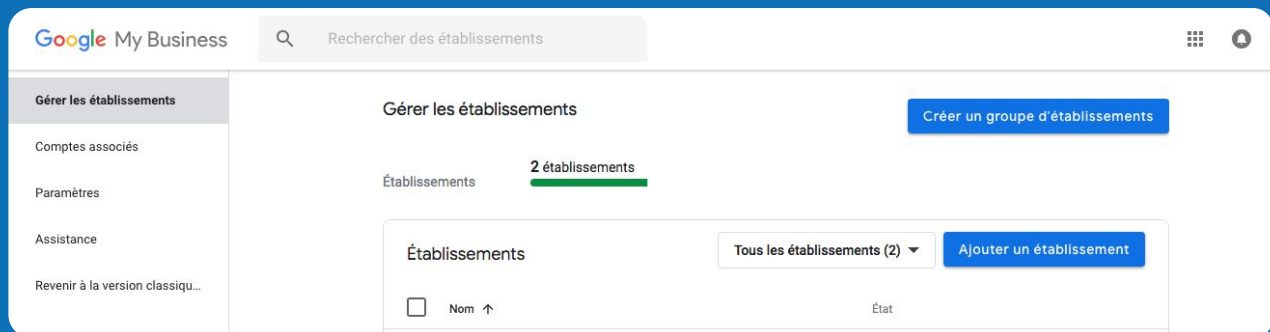 Google My Business
Rechercher des établissements
Gérer les établissements
Comptes associés
Paramètres
Assistance
Revenir à la version classiqu...
Gérer les établissements
Créer un groupe d'établissements
Établissements
2 établissements
Établissements
Tous les établissements (2)
Ajouter un établissement
Nom
État